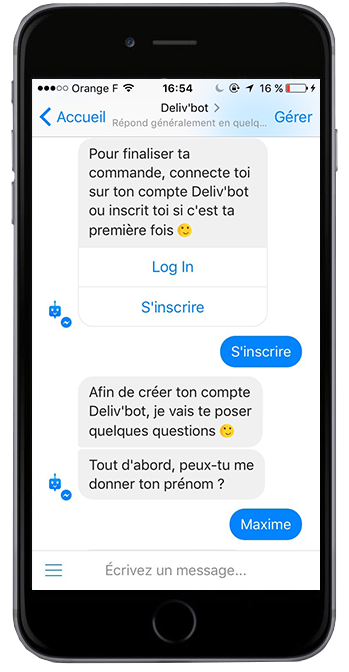 Orange F 16:54 16 %
Accueil Deliv'bot Gérer
Répond généralement en quelq...
Pour finaliser ta
commande, connecte toi
sur ton compte Deliv'bot
ou inscrit toi si c'est ta
première fois 🙂
Log In
S'inscrire
S'inscrire
Afin de créer ton compte
Deliv'bot, je vais te poser
quelques questions 🙂
Tout d'abord, peux-tu me
donner ton prénom ?
Maxime
Écrivez un message...